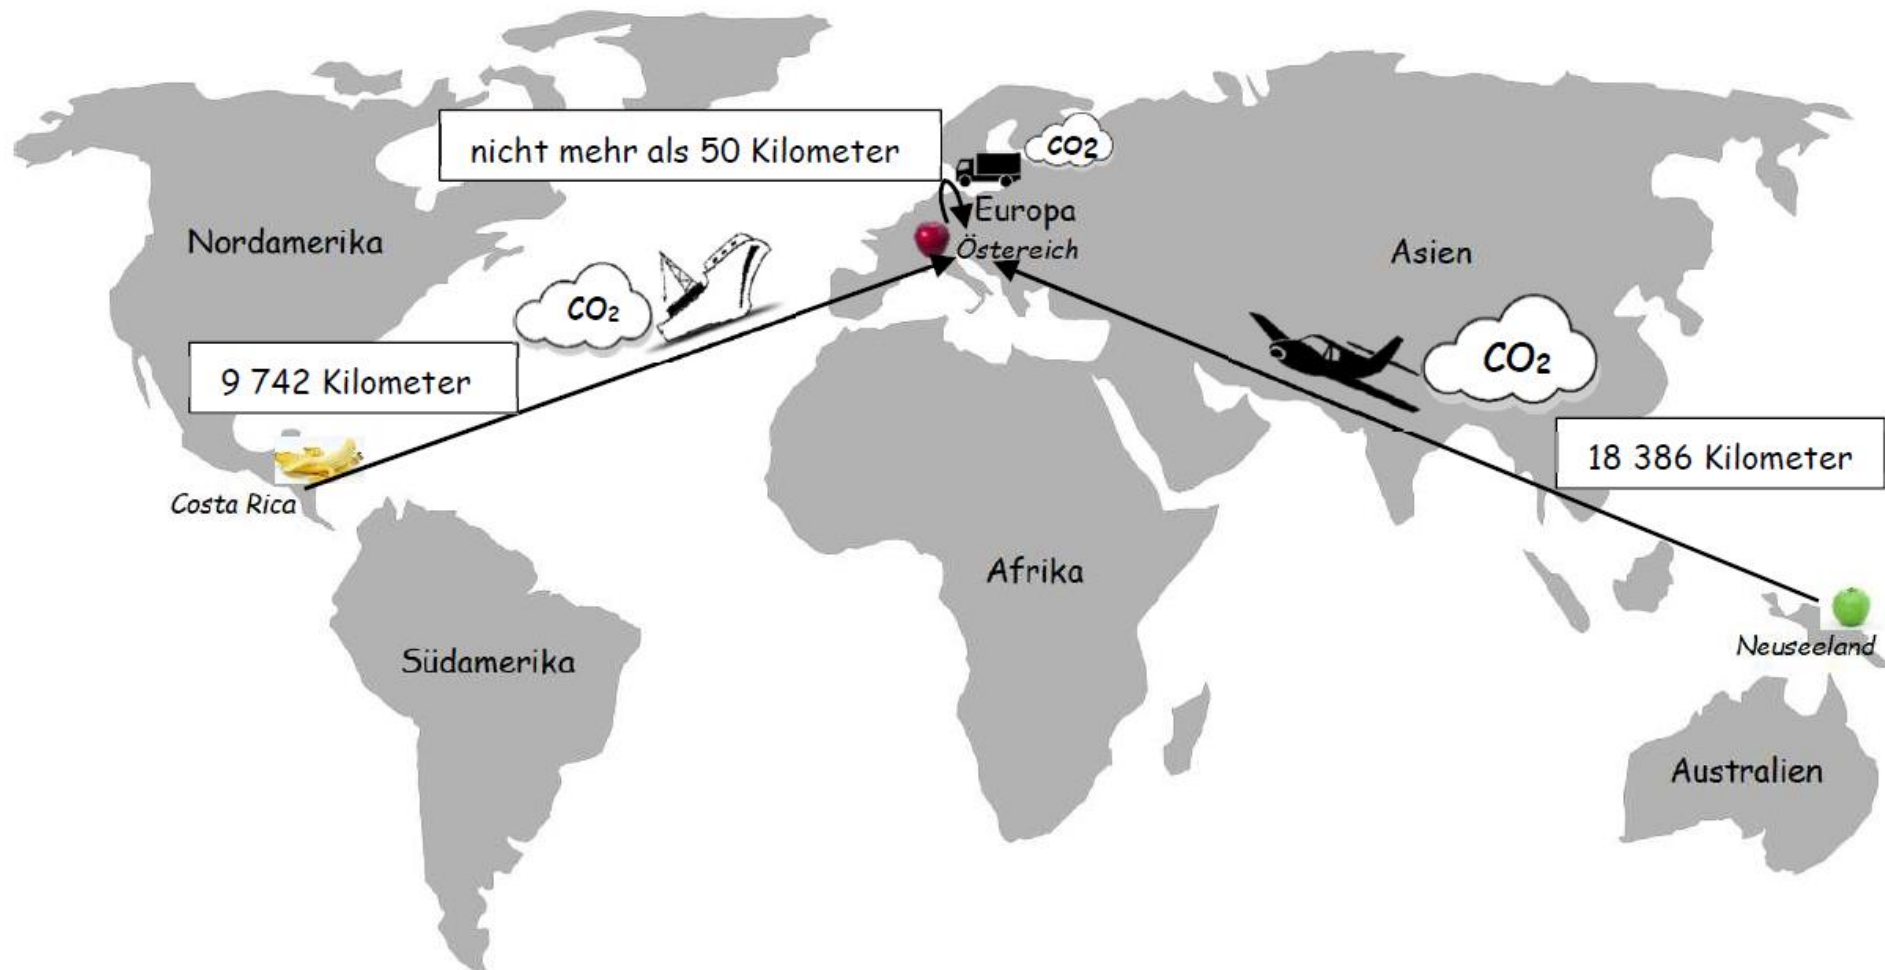 nicht mehr als 50 Kilometer
CO2
Europa
Nordamerika
Östereich
Asien
CO2
CO2
9 742 Kilometer
18 386 Kilometer
Costa Rica
Afrika
Neuseeland
Südamerika
Australien